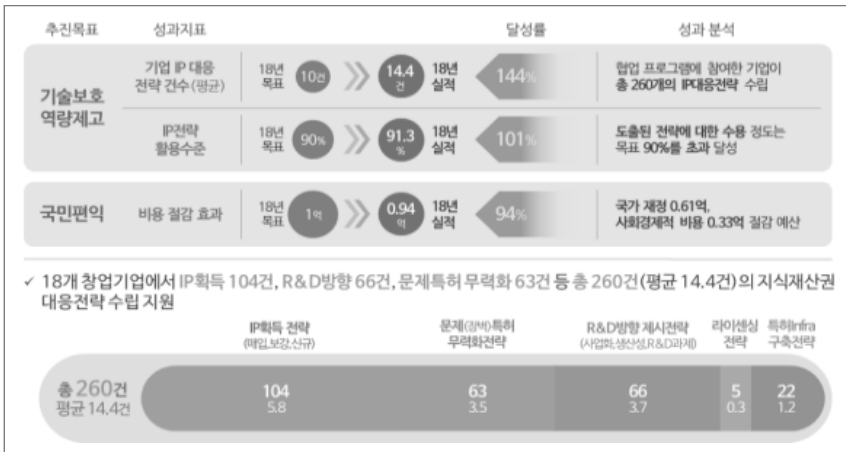 추진목표 성과지표 달성률 성과 분석
기술보호 역량제고
기업 IP 대응 전략 건수(평균) 18년 목표 10건 14.4건 18년 실적 144% 협업 프로그램에 참여한 기업이
총 260개의 IP대응전략 수립
IP전략 활용수준 18년 목표 90% 91.3% 18년 실적 101% 도출된 전략에 대한 수용 정도는
목표 90%를 초과 달성
국민편익 비용 절감 효과 18년 목표 1억 0.94억 18년 실적 94% 국가 재정 0.61억,
사회경제적 비용 0.33억 절감 예산
✓ 18개 창업기업에서 IP획득 104건, R&D방향 66건, 문제특허 무력화 63건 등 총 260건(평균 14.4건)의 지식재산권
대응전략 수립 지원
IP획득 전략 문제(장벽)특허 R&D방향 제시전략 라이센싱 특허Infra
(매입,보강,신규) 무력화전략 (사업화,생산성,R&D과제) 전략 구축전략
총 260건 104 63 66 5 22
평균 14.4건 5.8 3.5 3.7 0.3 1.2